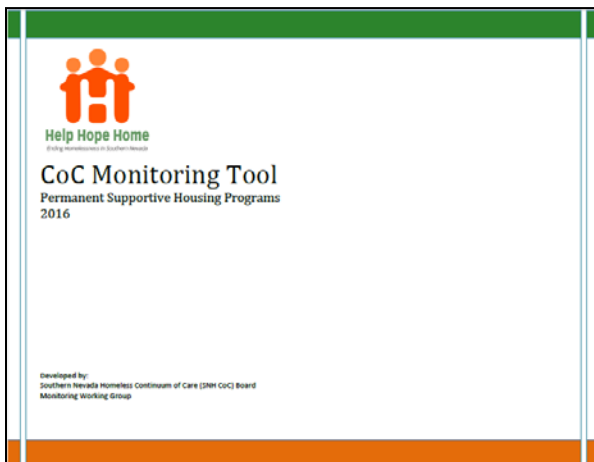 Help Hope Home
Ending Homelessness in Southern Nevada
CoC Monitoring Tool
Permanent Supportive Housing Programs
2016
Developed by:
Southern Nevada Homeless Continuum of Care (SNH CoC) Board
Monitoring Working Group